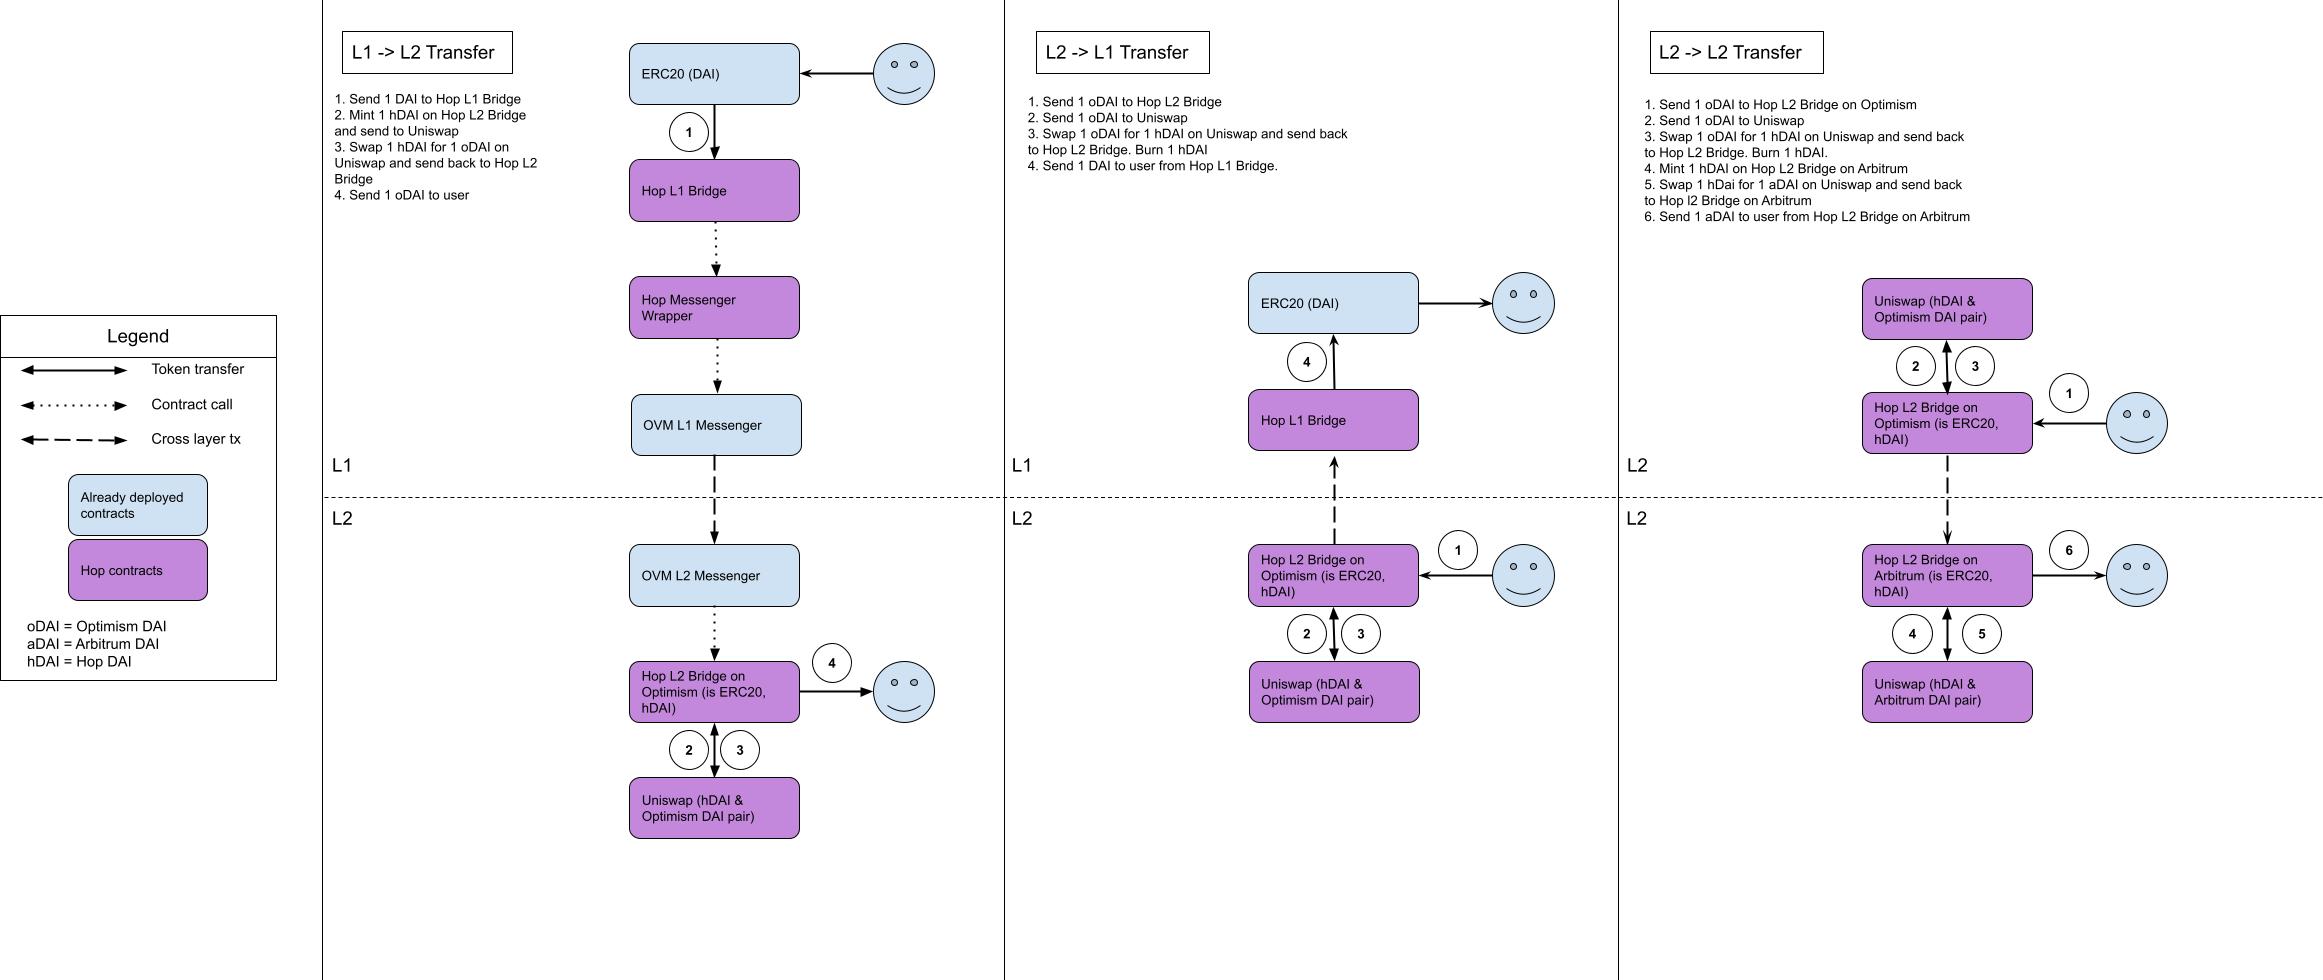 Legend
Token transfer
Contract call
Cross layer tx
Already deployed
contracts
Hop contracts
oDAI = Optimism DAI
aDAI = Arbitrum DAI
hDAI = Hop DAI
L1 -> L2 Transfer
1. Send 1 DAI to Hop L1 Bridge
2. Mint 1 hDAI on Hop L2 Bridge
and send to Uniswap
3. Swap 1 hDAI for 1 oDAI on
Uniswap and send back to Hop L2
Bridge
4. Send 1 oDAI to user
ERC20 (DAI)
1
Hop L1 Bridge
Hop Messenger
Wrapper
OVM L1 Messenger
L1
L2
OVM L2 Messenger
Hop L2 Bridge on
Optimism (is ERC20,
hDAI)
4
2
3
Uniswap (hDAI &
Optimism DAI pair)
L2 -> L1 Transfer
1. Send 1 oDAI to Hop L2 Bridge
2. Send 1 oDAI to Uniswap
3. Swap 1 oDAI for 1 hDAI on Uniswap and send back
to Hop L2 Bridge. Burn 1 hDAI
4. Send 1 DAI to user from Hop L1 Bridge.
ERC20 (DAI)
4
Hop L1 Bridge
L1
L2
Hop L2 Bridge on
Optimism (is ERC20,
hDAI)
1
2
3
Uniswap (hDAI &
Optimism DAI pair)
L2 -> L2 Transfer
1. Send 1 oDAI to Hop L2 Bridge on Optimism
2. Send 1 oDAI to Uniswap
3. Swap 1 oDAI for 1 hDAI on Uniswap and send back
to Hop L2 Bridge. Burn 1 hDAI.
4. Mint 1 hDAI on Hop L2 Bridge on Arbitrum
5. Swap 1 hDai for 1 aDAI on Uniswap and send back
to Hop l2 Bridge on Arbitrum
6. Send 1 aDAI to user from Hop L2 Bridge on Arbitrum
Uniswap (hDAI &
Optimism DAI pair)
2
3
1
Hop L2 Bridge on
Optimism (is ERC20,
hDAI)
L2
L2
Hop L2 Bridge on
Arbitrum (is ERC20,
hDAI)
6
4
5
Uniswap (hDAI &
Arbitrum DAI pair)